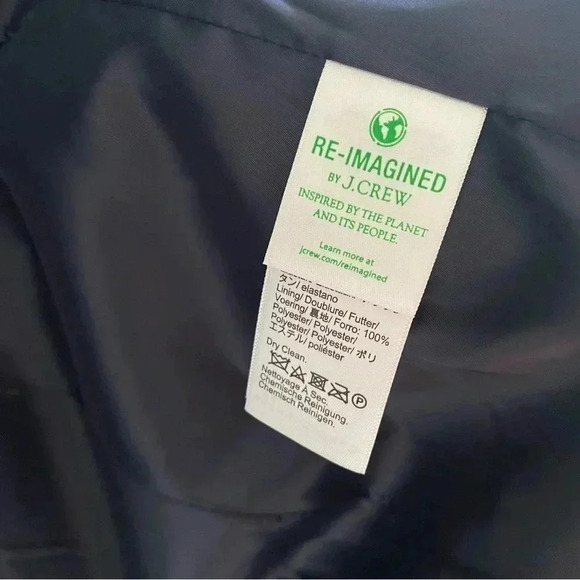 RE-IMAGINED
BY J.CREW
INSPIRED BY THE PLANET
AND ITS PEOPLE.
Learn more at
jcrew.com/reimagined
タン/ elastano
Lining/ Doublure/ Futter/
Voering/ 裏地/ Forro: 100%
Polyester/ Polyester/
Polyester/ Polyester/ ポリ
エステル/ poliéster
Dry Clean.
P
Nettoyage À Sec.
Chemische Reinigung.
Chemisch Reinigen.